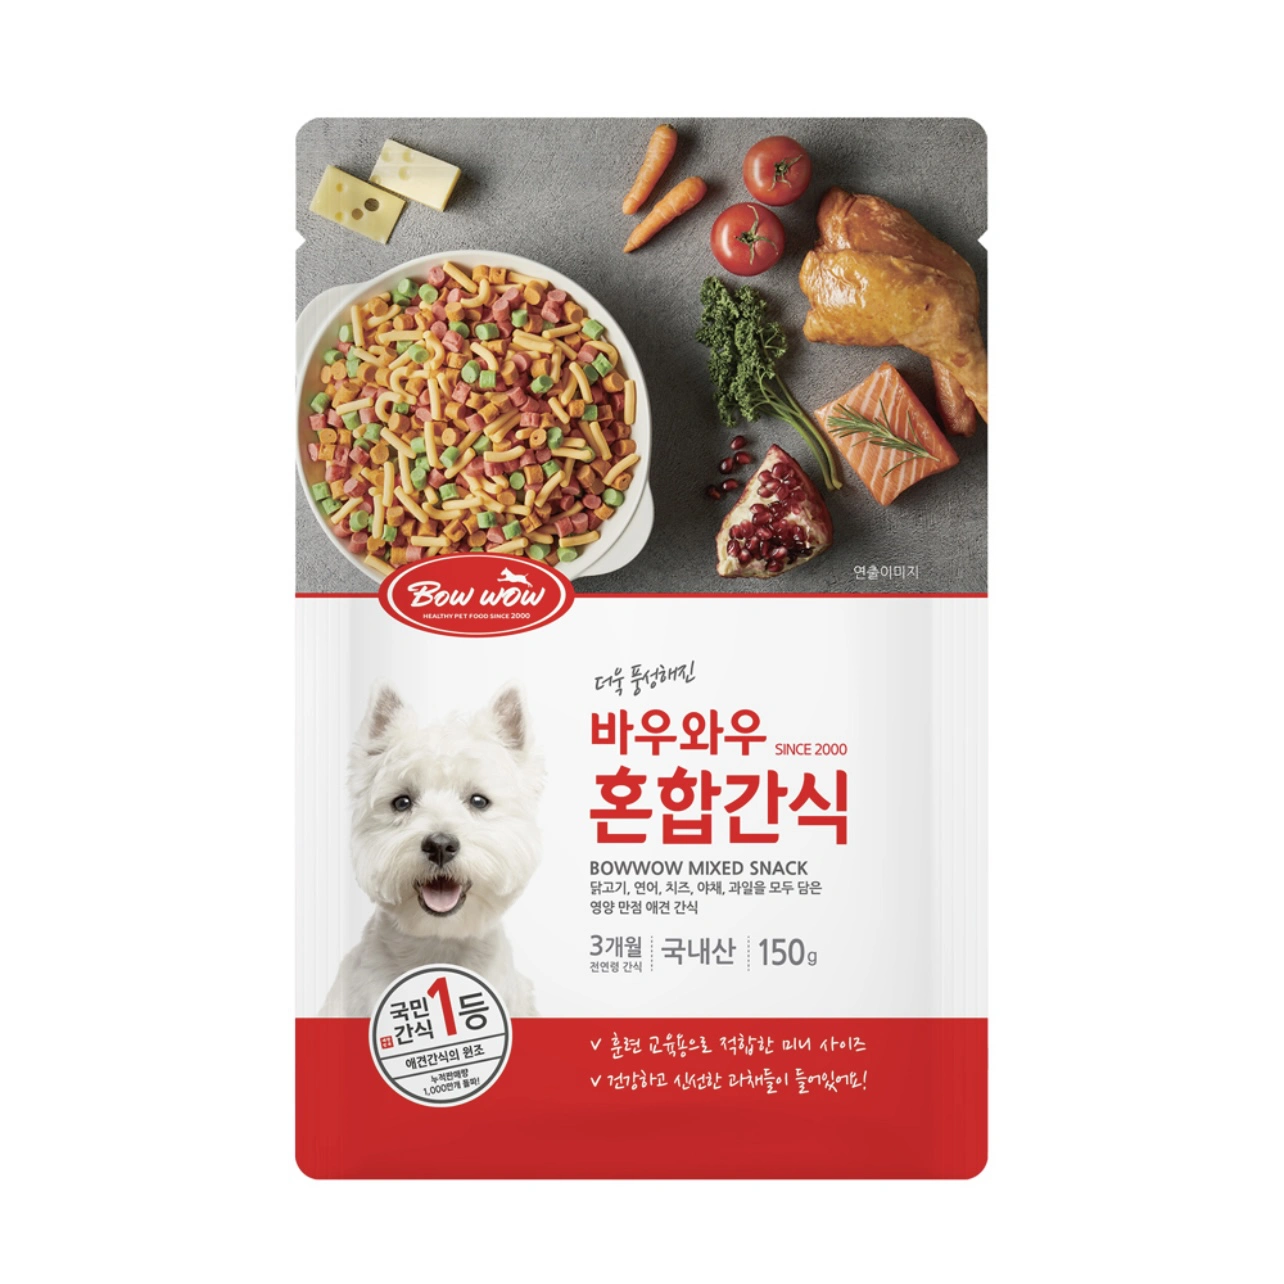 연출이미지
Bow wow
HEALTHY PET FOOD SINCE 2000
더욱 풍성해진
바우와우 SINCE 2000
혼합간식
BOWWOW MIXED SNACK
닭고기, 연어, 치즈, 야채, 과일을 모두 담은
영양 만점 애견 간식
3개월 국내산 150g
전연령 간식
국민 1등
간식
애견간식의 원조
누적판매량
1,000만개 돌파!
v 훈련 교육용으로 적합한 미니 사이즈
v 건강하고 신선한 과채들이 들어있어요!